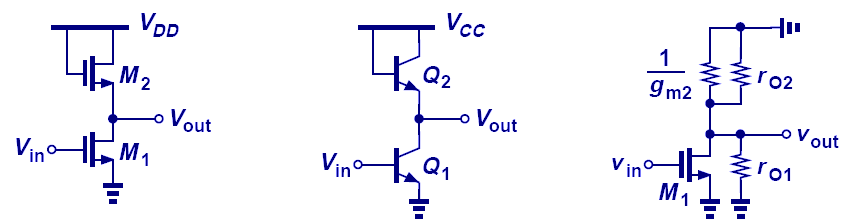 V_DD
M_2
V_out
V_in
M_1
V_CC
Q_2
V_out
V_in
Q_1
1
g_m2
r_O2
v_out
v_in
M_1
r_O1